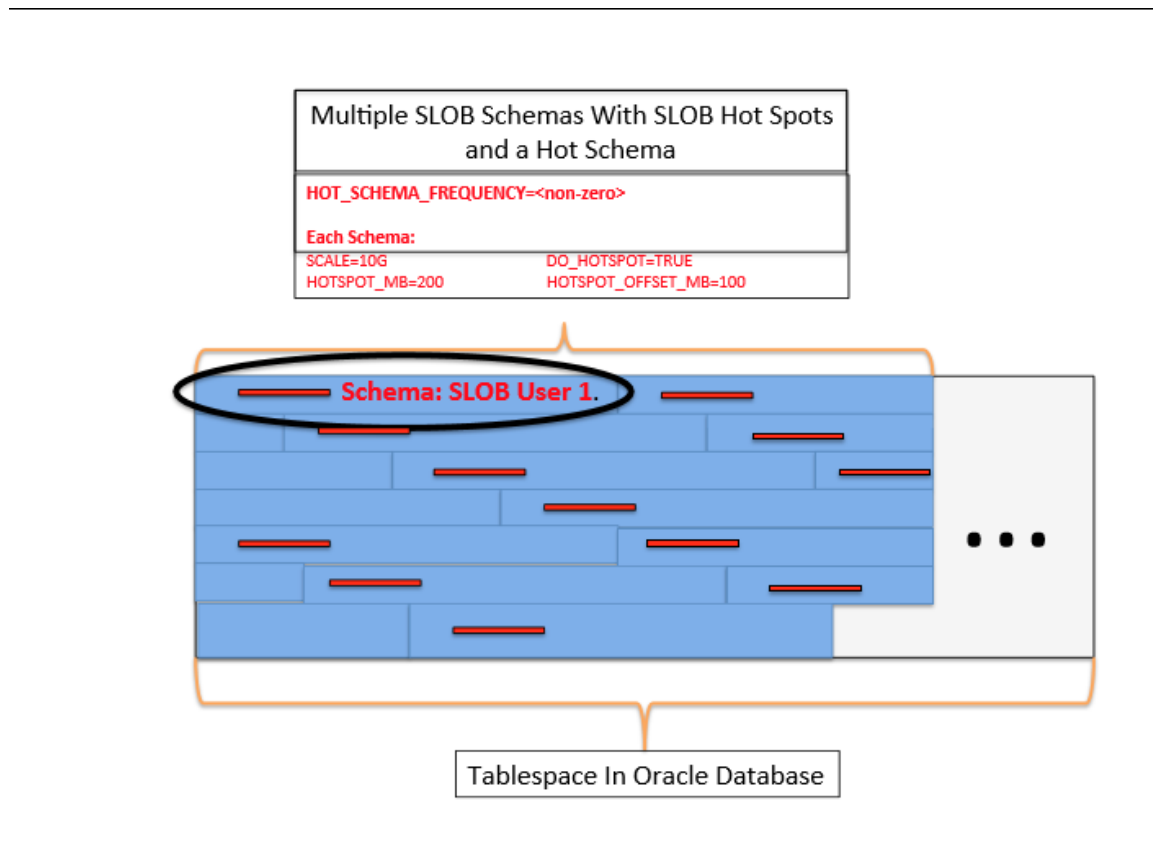 Multiple SLOB Schemas With SLOB Hot Spots
and a Hot Schema
HOT_SCHEMA_FREQUENCY=<non-zero>
Each Schema:
SCALE=10G DO_HOTSPOT=TRUE
HOTSPOT_MB=200 HOTSPOT_OFFSET_MB=100
Schema: SLOB User 1.
Tablespace In Oracle Database